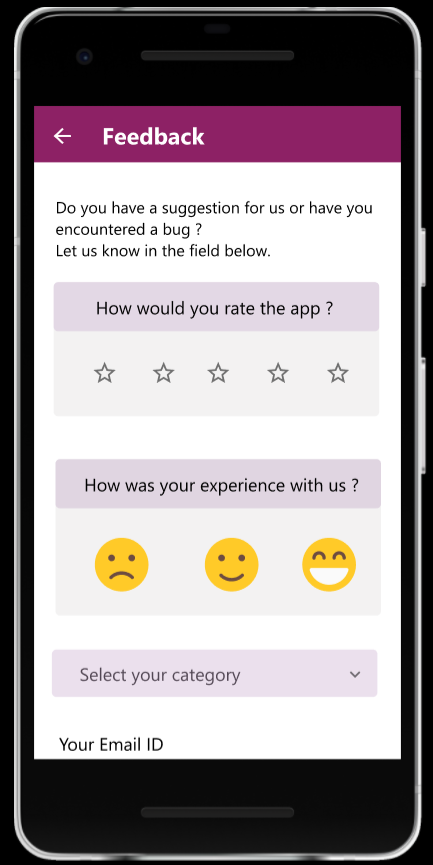 Feedback
Do you have a suggestion for us or have you
encountered a bug ?
Let us know in the field below.
How would you rate the app ?
How was your experience with us ?
Select your category
Your Email ID